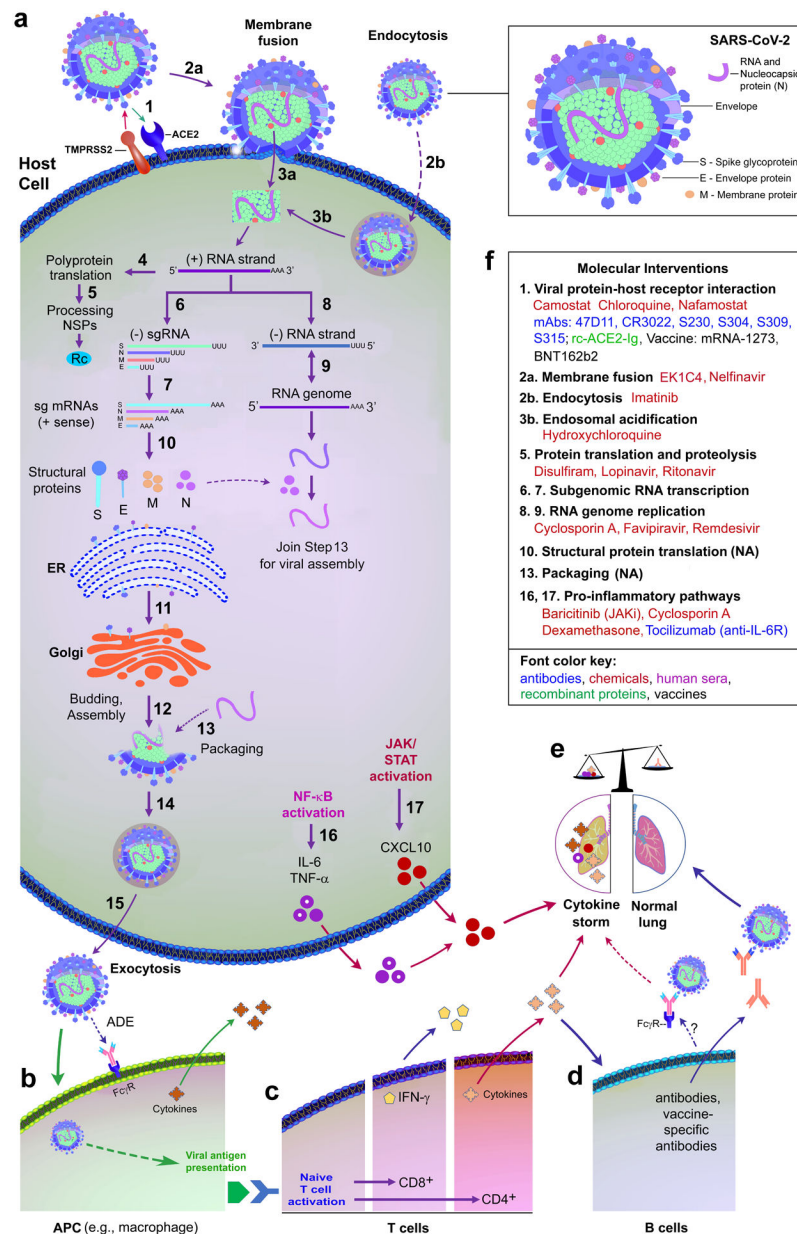 a
Membrane
fusion
Endocytosis
2a
1
ACE2
TMPRSS2
Host
Cell
2b
3a
3b
SARS-CoV-2
RNA and
Nucleocapsid
protein (N)
Envelope
S - Spike glycoprotein
E - Envelope protein
M - Membrane protein
Polyprotein
translation
4
(+) RNA strand
5' AAA 3'
5
Processing
NSPs
Rc
6
8
(-) sgRNA
S UUU
N UUU
M UUU
E UUU
(-) RNA strand
3' UUU 5'
7
9
sg mRNAs
(+ sense)
S AAA
N AAA
M AAA
E AAA
RNA genome
5' AAA 3'
10
Structural
proteins
S
E
M
N
Join Step 13
for viral assembly
ER
11
Golgi
Budding,
Assembly
12
13
Packaging
14
15
Exocytosis
NF-κB
activation
16
IL-6
TNF-α
JAK/
STAT
activation
17
CXCL10
f
Molecular Interventions
1. Viral protein-host receptor interaction
Camostat Chloroquine, Nafamostat
mAbs: 47D11, CR3022, S230, S304, S309,
S315; rc-ACE2-Ig, Vaccine: mRNA-1273,
BNT162b2
2a. Membrane fusion EK1C4, Nelfinavir
2b. Endocytosis Imatinib
3b. Endosomal acidification
Hydroxychloroquine
5. Protein translation and proteolysis
Disulfiram, Lopinavir, Ritonavir
6. 7. Subgenomic RNA transcription
8. 9. RNA genome replication
Cyclosporin A, Favipiravir, Remdesivir
10. Structural protein translation (NA)
13. Packaging (NA)
16, 17. Pro-inflammatory pathways
Baricitinib (JAKi), Cyclosporin A
Dexamethasone, Tocilizumab (anti-IL-6R)
Font color key:
antibodies, chemicals, human sera,
recombinant proteins, vaccines
e
Cytokine
storm
Normal
lung
b
ADE
FcγR
Cytokines
Viral antigen
presentation
APC (e.g., macrophage)
c
IFN-γ
Cytokines
Naive
T cell
activation
CD8+
CD4+
T cells
d
FcγR
?
antibodies,
vaccine-
specific
antibodies
B cells